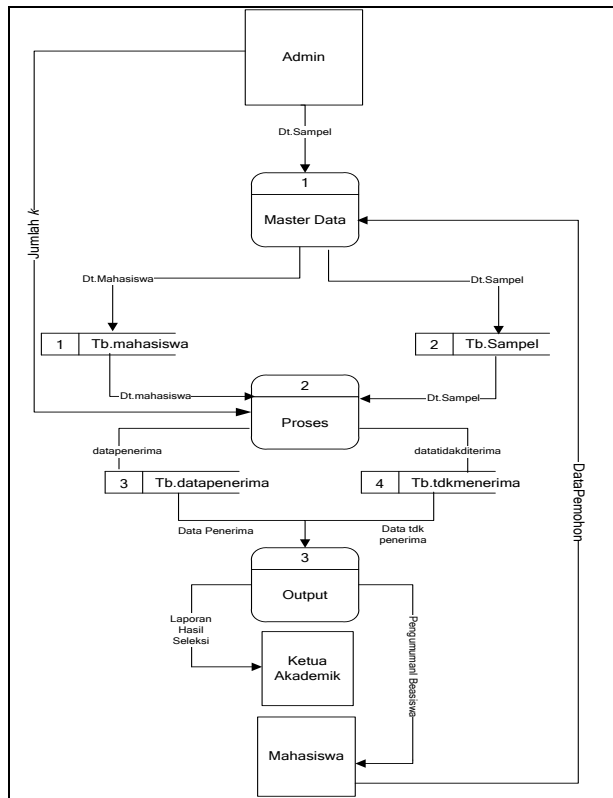 Admin
Dt.Sampel
1
Master Data
Jumlah k
Dt.Mahasiswa
Dt.Sampel
1 Tb.mahasiswa
2 Tb.Sampel
Dt.mahasiswa
2
Dt.Sampel
Proses
datapenerima
datatidakditerima
3 Tb.datapenerima
4 Tb.tdkmenerima
DataPemohon
Data Penerima
Data tdk
penerima
3
Output
Laporan
Hasil
Seleksi
Pengumumanl Beasiswa
Ketua
Akademik
Mahasiswa